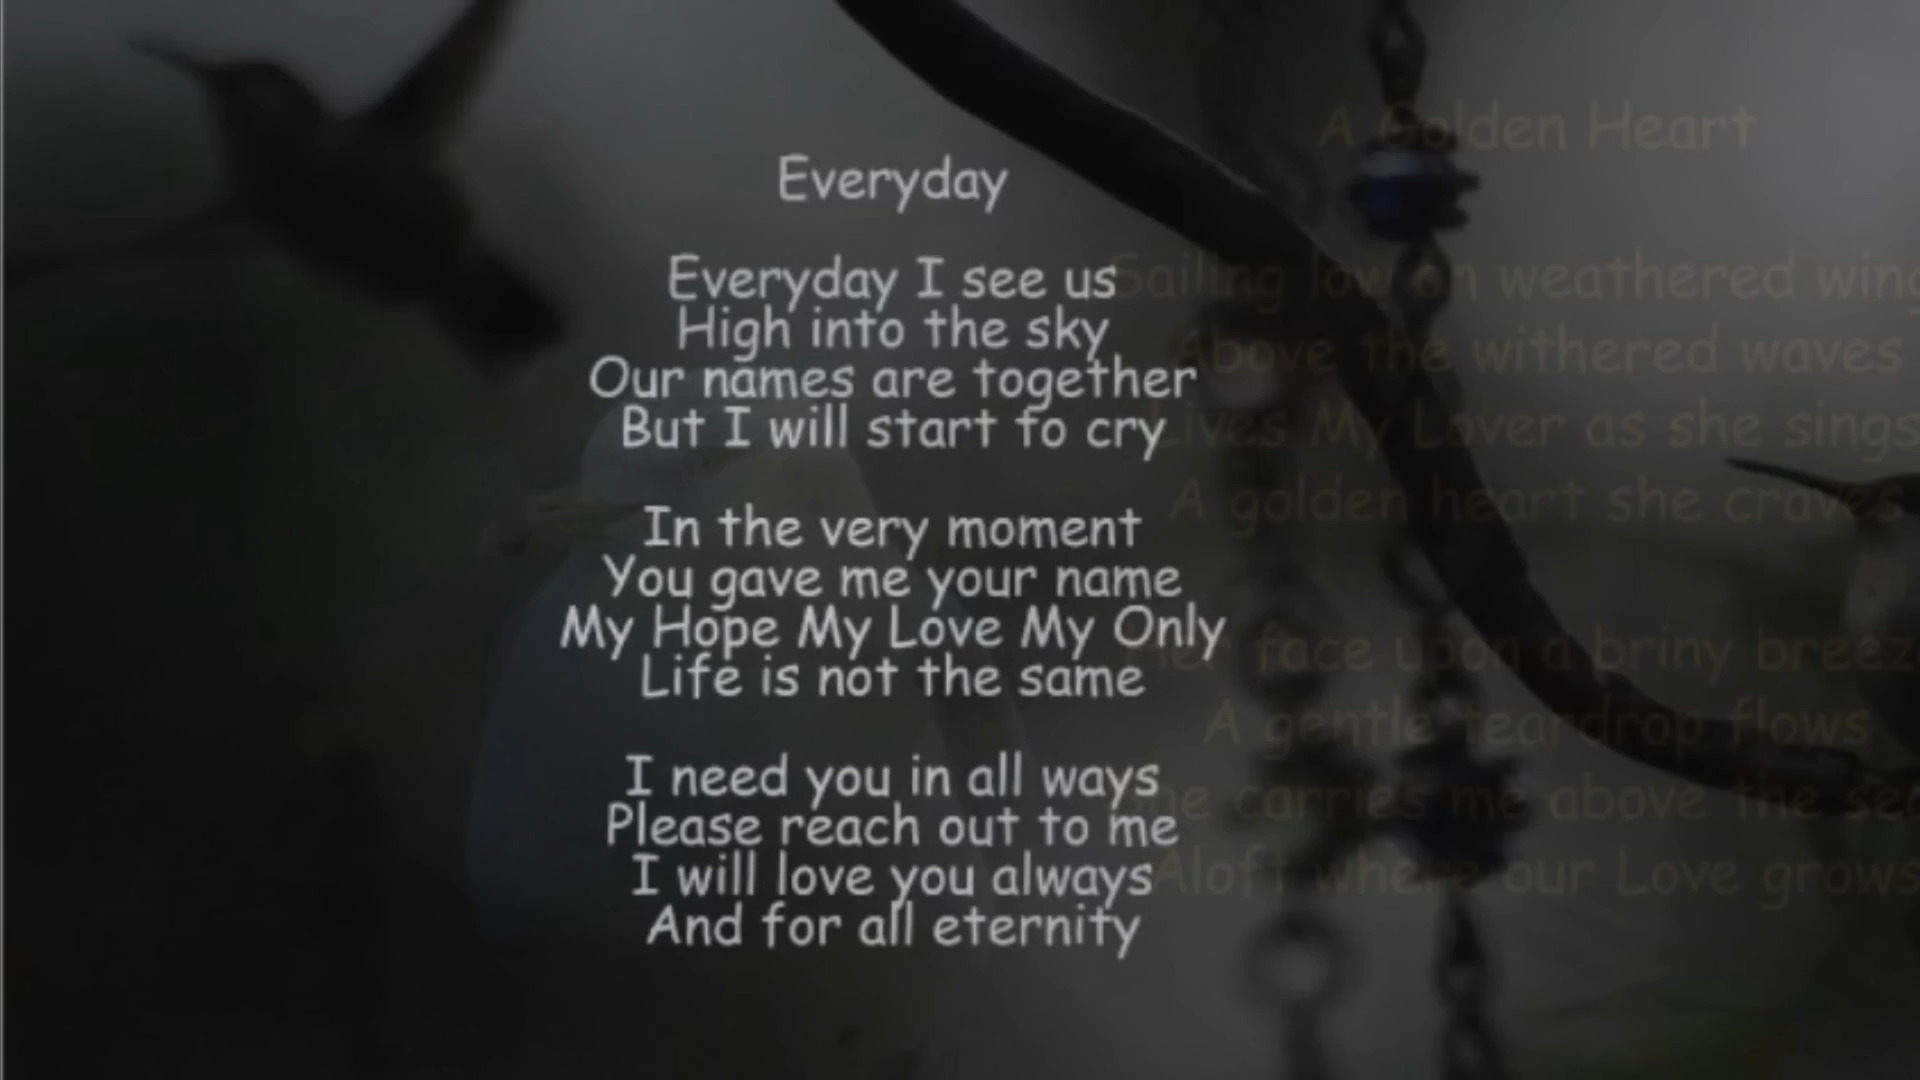 Everyday
Everyday I see us
High into the sky
Our names are together
But I will start to cry
In the very moment
You gave me your name
My Hope My Love My Only
Life is not the same
I need you in all ways
Please reach out to me
I will love you always
And for all eternity
A Golden Heart
Sailing low on weathered
Above the withered waves
Lives My Lover as she sings
A golden heart she craves
face upon a briny
A gentle teardrop flows
carries me above the
Aloft where our Love grows